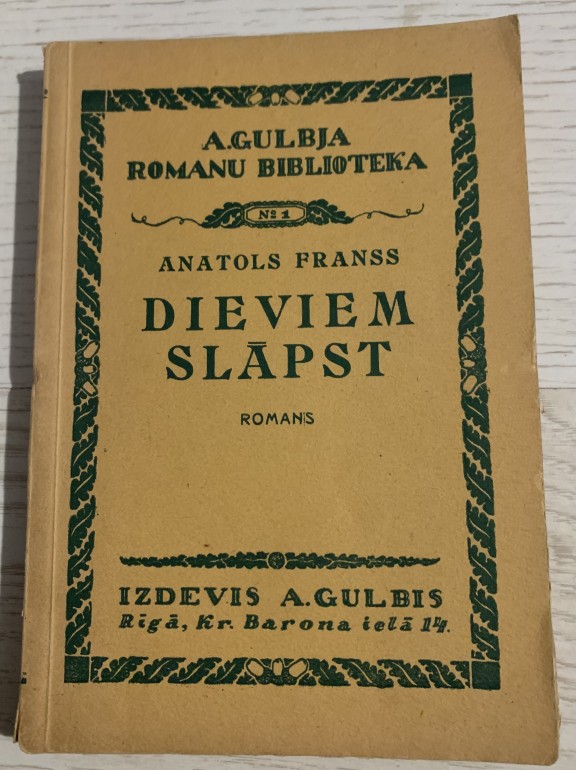 A.GULBJA
ROMANU BIBLIOTEKA
№ 1
ANATOLS FRANSS
DIEVIEM
SLĀPST
ROMANS
IZDEVIS A.GULBIS
Rīgā, Kr. Barona ielā 14.